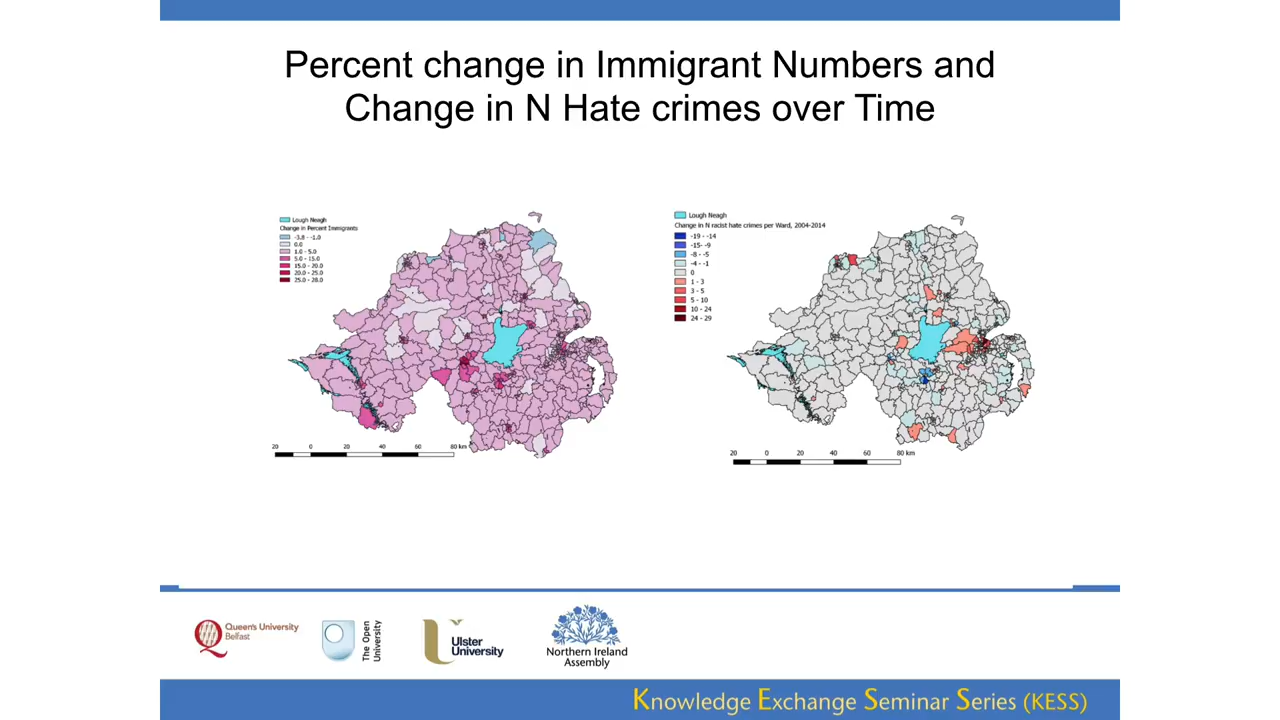 Percent change in Immigrant Numbers and
Change in N Hate crimes over Time
Lough Neagh
Change in Percent Immigrants
-3.8 - -1.0
0.0
1.0 - 5.0
5.0 - 15.0
15.0 - 20.0
20.0 - 25.0
25.0 - 28.0
20 0 20 40 60 80 km
Lough Neagh
Change in N racist hate crimes per Ward, 2004-2014
-19 - -14
-15- -9
-8 - -5
-4 - -1
0
1 - 3
3 - 5
5 - 10
10 - 24
24 - 29
20 0 20 40 60 80 km
Queen's University
Belfast
The Open
University
Ulster
University
Northern Ireland
Assembly
Knowledge Exchange Seminar Series (KESS)